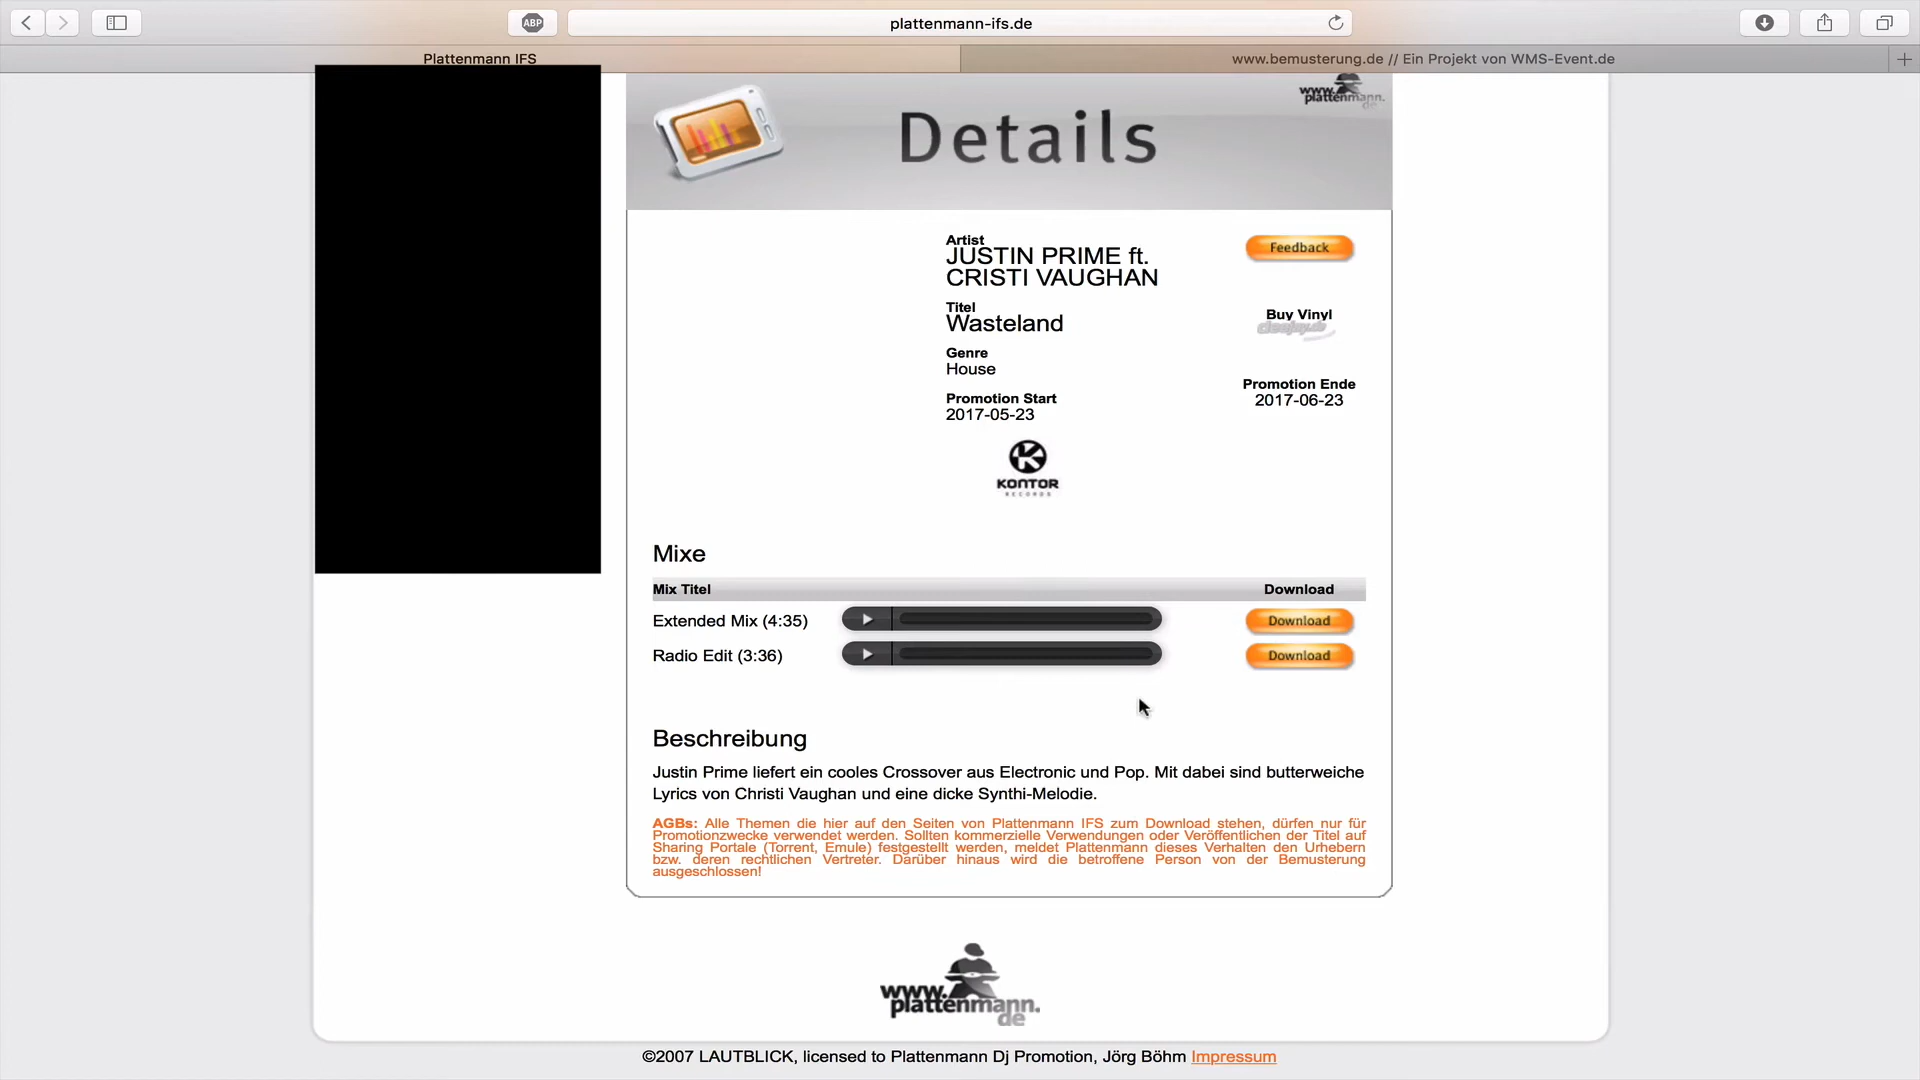 ABP
plattenmann-ifs.de
Plattenmann IFS
www.bemusterung.de // Ein Projekt von WMS-Event.de
www.
plattenmann.
de
Details
Artist
JUSTIN PRIME ft.
CRISTI VAUGHAN
Feedback
Titel
Wasteland
Buy Vinyl
deejay.de
Genre
House
Promotion Start
2017-05-23
Promotion Ende
2017-06-23
KONTOR
RECORDS
Mixe
Mix Titel
Download
Extended Mix (4:35)
Download
Radio Edit (3:36)
Download
Beschreibung
Justin Prime liefert ein cooles Crossover aus Electronic und Pop. Mit dabei sind butterweiche
Lyrics von Christi Vaughan und eine dicke Synthi-Melodie.
AGBs: Alle Themen die hier auf den Seiten von Plattenmann IFS zum Download stehen, dürfen nur für
Promotionzwecke verwendet werden. Sollten kommerzielle Verwendungen oder Veröffentlichen der Titel auf
Sharing Portale (Torrent, Emule) festgestellt werden, meldet Plattenmann dieses Verhalten den Urhebern
bzw. deren rechtlichen Vertreter. Darüber hinaus wird die betroffene Person von der Bemusterung
ausgeschlossen!
www.
plattenmann.
de
©2007 LAUTBLICK, licensed to Plattenmann Dj Promotion, Jörg Böhm Impressum